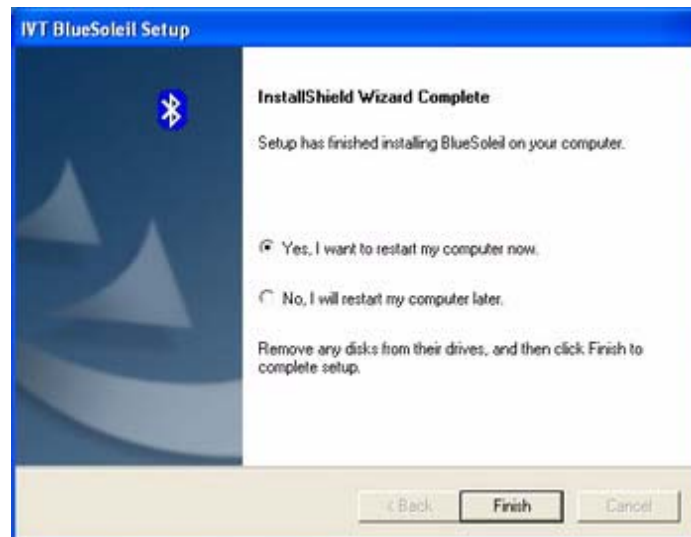 IVT BlueSoleil Setup
InstallShield Wizard Complete
Setup has finished installing BlueSoleil on your computer.
Yes, I want to restart my computer now.
No, I will restart my computer later.
Remove any disks from their drives, and then click Finish to
complete setup.
< Back
Finish
Cancel